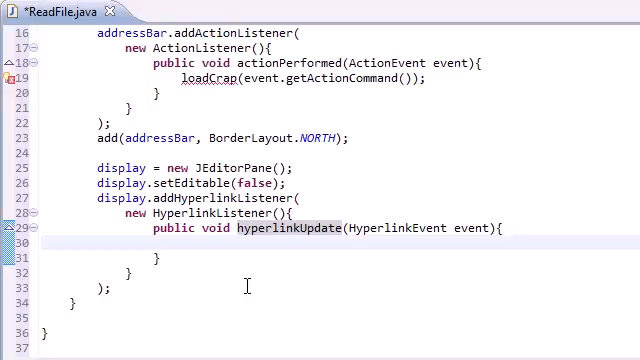 *ReadFile.java
16 addressBar.addActionListener(
17 new ActionListener(){
18 public void actionPerformed(ActionEvent event){
19 loadCrap(event.getActionCommand());
20 }
21 }
22 );
23 add(addressBar, BorderLayout.NORTH);
24
25 display = new JEditorPane();
26 display.setEditable(false);
27 display.addHyperlinkListener(
28 new HyperlinkListener(){
29 public void hyperlinkUpdate(HyperlinkEvent event){
30
31 }
32 }
33 );
34 }
35
36 }
37